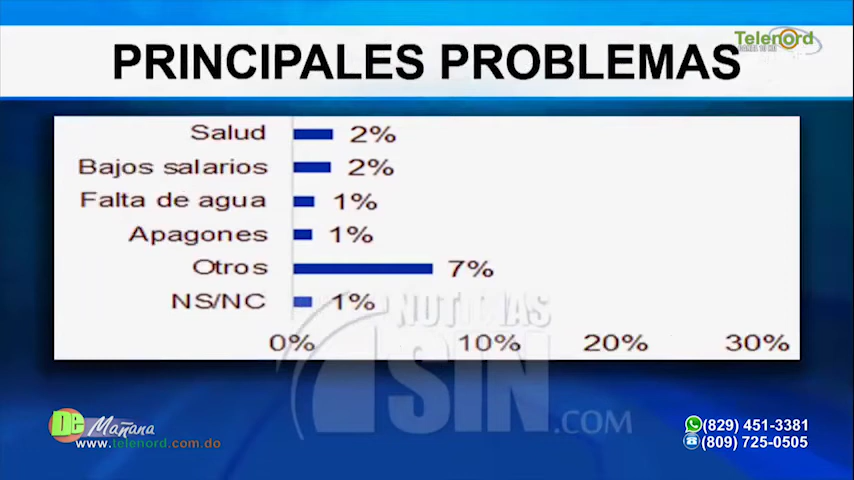 Telenord
PRINCIPALES PROBLEMAS
Salud 2%
Bajos salarios 2%
Falta de agua 1%
Apagones 1%
Otros 7%
NS/NC 1%
0% 10% 20% 30%
NOTICIAS
SIN
.COM
De Mañana
www.telenord.com.do
(829) 451-3381
(809) 725-0505